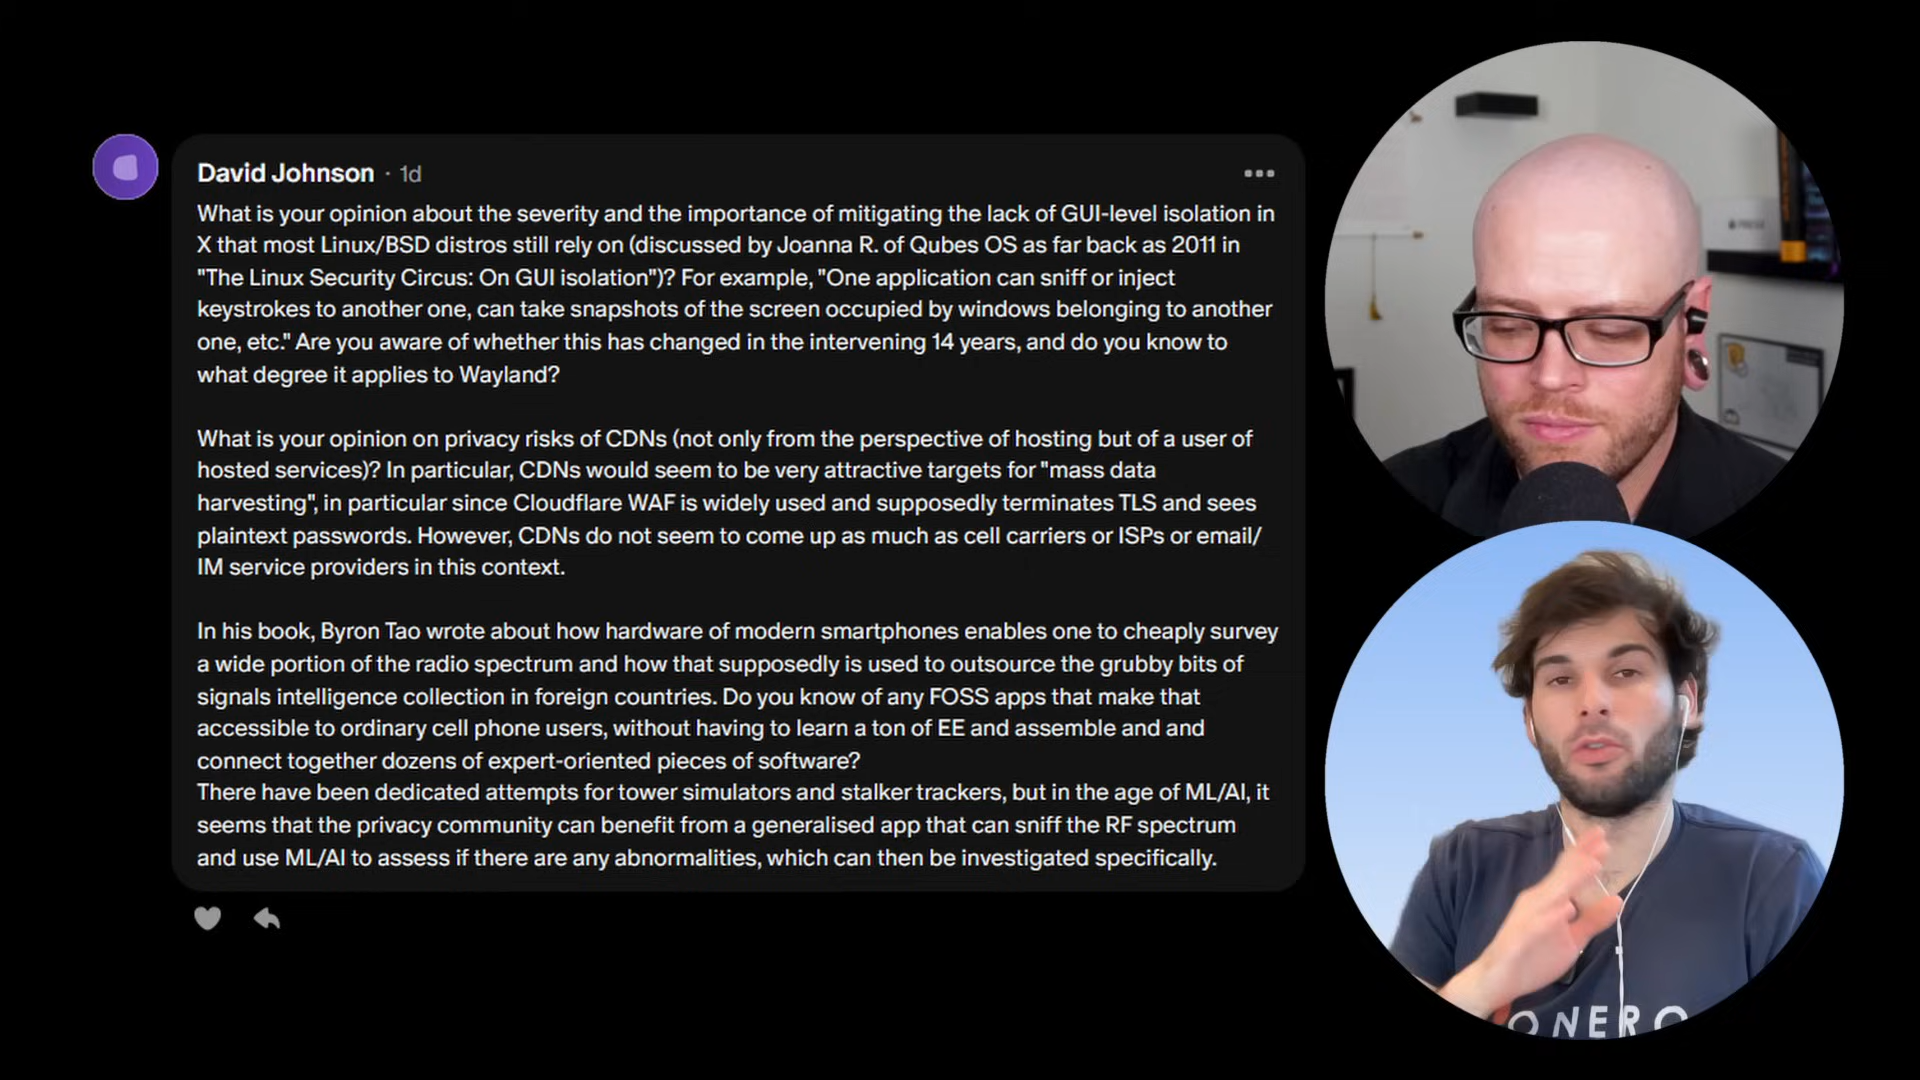 David Johnson · 1d
What is your opinion about the severity and the importance of mitigating the lack of GUI-level isolation in
X that most Linux/BSD distros still rely on (discussed by Joanna R. of Qubes OS as far back as 2011 in
"The Linux Security Circus: On GUI isolation")? For example, "One application can sniff or inject
keystrokes to another one, can take snapshots of the screen occupied by windows belonging to another
one, etc." Are you aware of whether this has changed in the intervening 14 years, and do you know to
what degree it applies to Wayland?
What is your opinion on privacy risks of CDNs (not only from the perspective of hosting but of a user of
hosted services)? In particular, CDNs would seem to be very attractive targets for "mass data
harvesting", in particular since Cloudflare WAF is widely used and supposedly terminates TLS and sees
plaintext passwords. However, CDNs do not seem to come up as much as cell carriers or ISPs or email/
IM service providers in this context.
In his book, Byron Tao wrote about how hardware of modern smartphones enables one to cheaply survey
a wide portion of the radio spectrum and how that supposedly is used to outsource the grubby bits of
signals intelligence collection in foreign countries. Do you know of any FOSS apps that make that
accessible to ordinary cell phone users, without having to learn a ton of EE and assemble and and
connect together dozens of expert-oriented pieces of software?
There have been dedicated attempts for tower simulators and stalker trackers, but in the age of ML/AI, it
seems that the privacy community can benefit from a generalised app that can sniff the RF spectrum
and use ML/AI to assess if there are any abnormalities, which can then be investigated specifically.
ONERO